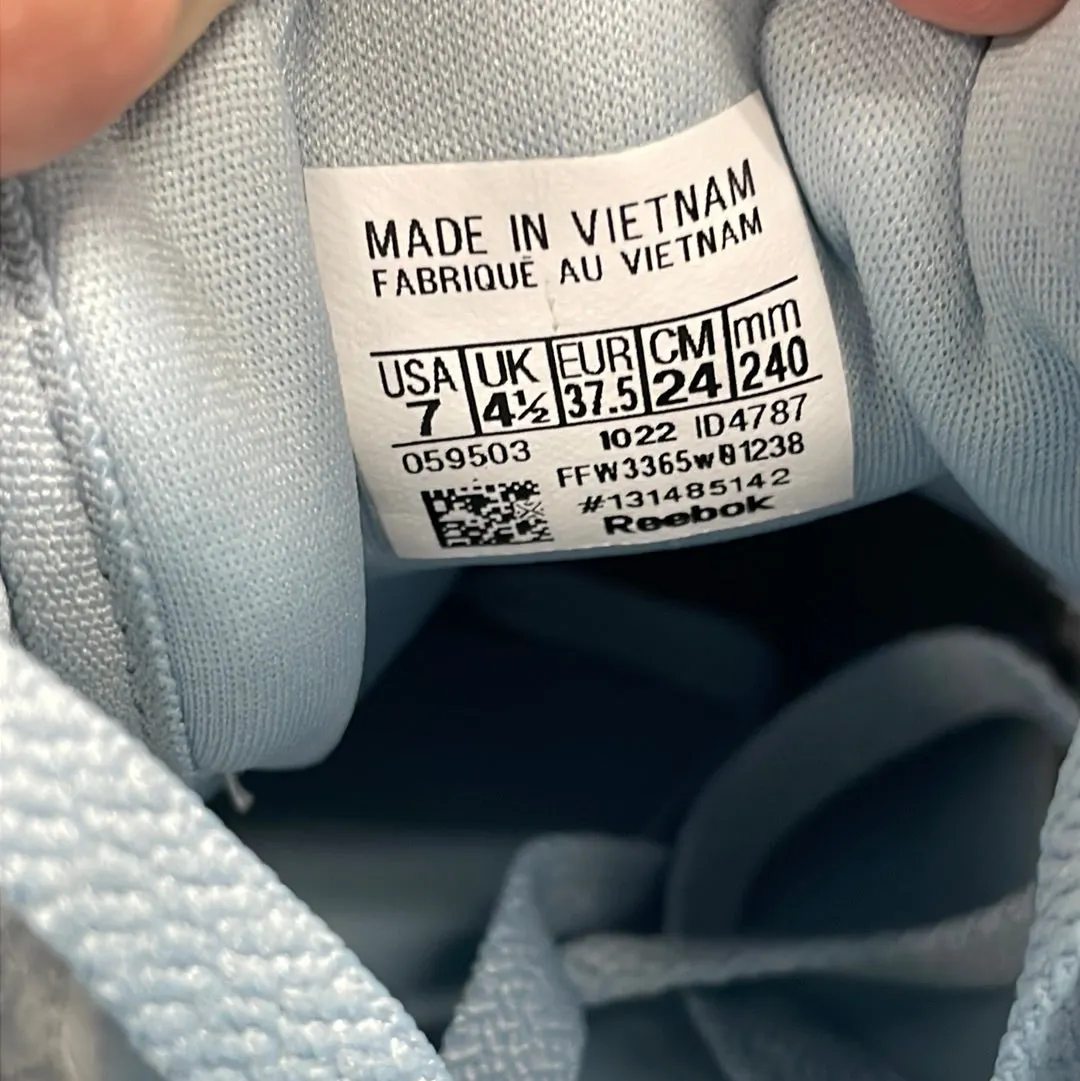 MADE IN VIETNAM
FABRIQUÉ AU VIETNAM
USA UK EUR CM mm
7 4½ 37.5 24 240
059503 1022 ID4787
FFW3365w01238
#131485142
Reebok